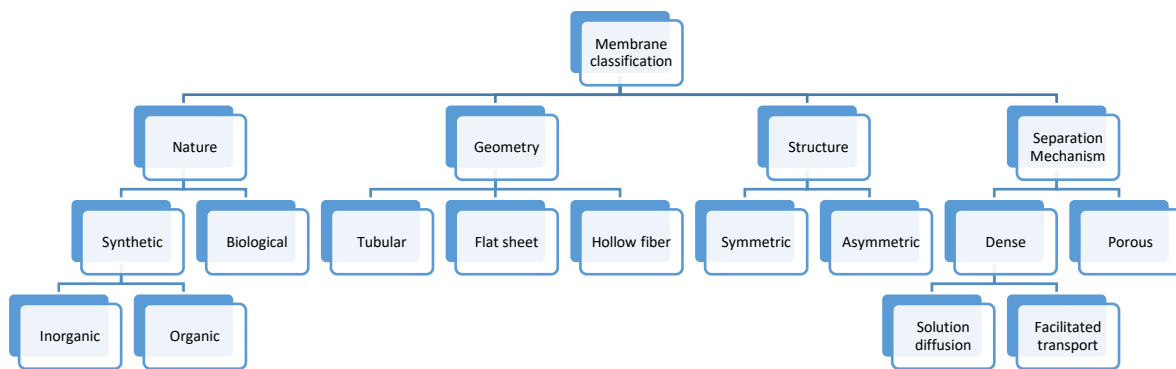 Membrane
classification
Nature
Geometry
Structure
Separation
Mechanism
Synthetic
Biological
Tubular
Flat sheet
Hollow fiber
Symmetric
Asymmetric
Dense
Porous
Inorganic
Organic
Solution
diffusion
Facilitated
transport